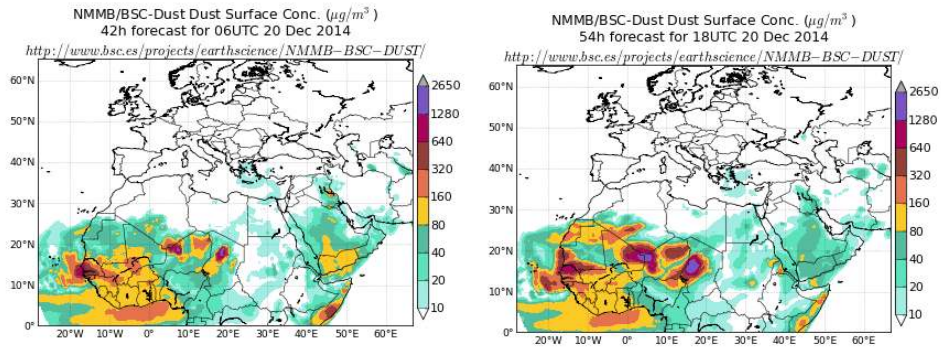 NMMB/BSC-Dust Dust Surface Conc. (μg/m³)
42h forecast for 06UTC 20 Dec 2014
http://www.bsc.es/projects/earthscience/NMMB-BSC-DUST/
60°N
50°N
40°N
30°N
20°N
10°N
0°
20°W
10°W
0°
10°E
20°E
30°E
40°E
50°E
60°E
2650
1280
640
320
160
80
40
20
10
NMMB/BSC-Dust Dust Surface Conc. (μg/m³)
54h forecast for 18UTC 20 Dec 2014
http://www.bsc.es/projects/earthscience/NMMB-BSC-DUST/
60°N
50°N
40°N
30°N
20°N
10°N
0°
20°W
10°W
0°
10°E
20°E
30°E
40°E
50°E
60°E
2650
1280
640
320
160
80
40
20
10